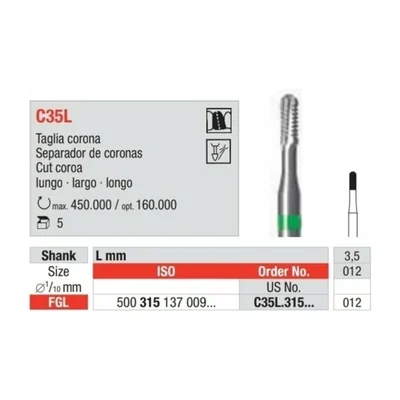 C35L
Taglia corona
Separador de coronas
Cut coroa
lungo · largo · longo
max. 450.000 / opt. 160.000
5
Shank L mm 3,5
Size ISO Order No. 012
Ø 1/10 mm US No.
FGL 500 315 137 009... C35L.315... 012